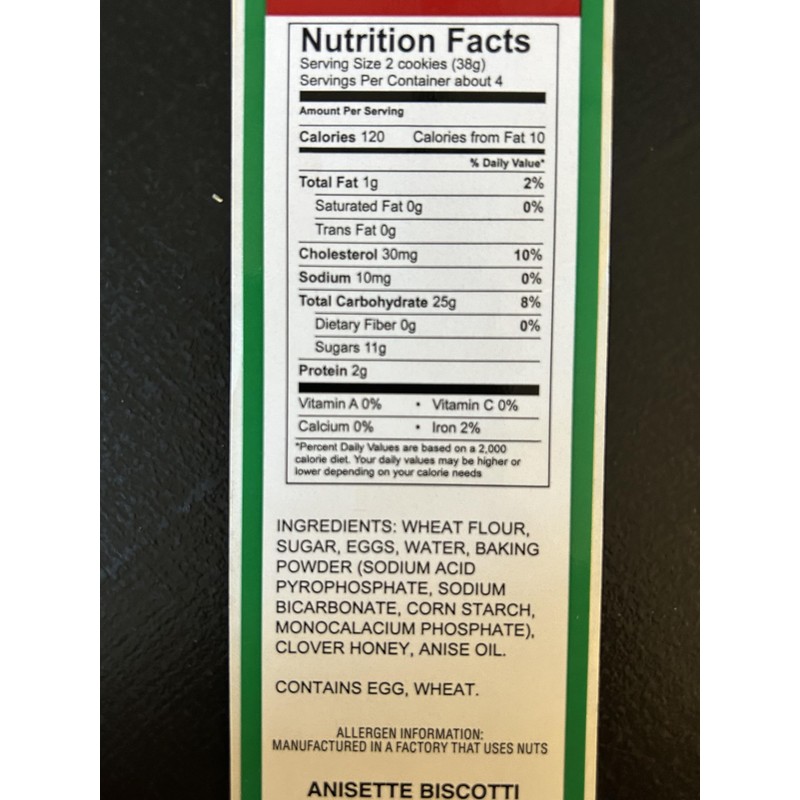 Nutrition Facts
Serving Size 2 cookies (38g)
Servings Per Container about 4
Amount Per Serving
Calories 120 Calories from Fat 10
% Daily Value*
Total Fat 1g 2%
Saturated Fat 0g 0%
Trans Fat 0g
Cholesterol 30mg 10%
Sodium 10mg 0%
Total Carbohydrate 25g 8%
Dietary Fiber 0g 0%
Sugars 11g
Protein 2g
Vitamin A 0% • Vitamin C 0%
Calcium 0% • Iron 2%
*Percent Daily Values are based on a 2,000
calorie diet. Your daily values may be higher or
lower depending on your calorie needs
INGREDIENTS: WHEAT FLOUR,
SUGAR, EGGS, WATER, BAKING
POWDER (SODIUM ACID
PYROPHOSPHATE, SODIUM
BICARBONATE, CORN STARCH,
MONOCALACIUM PHOSPHATE),
CLOVER HONEY, ANISE OIL.
CONTAINS EGG, WHEAT.
ALLERGEN INFORMATION:
MANUFACTURED IN A FACTORY THAT USES NUTS
ANISETTE BISCOTTI